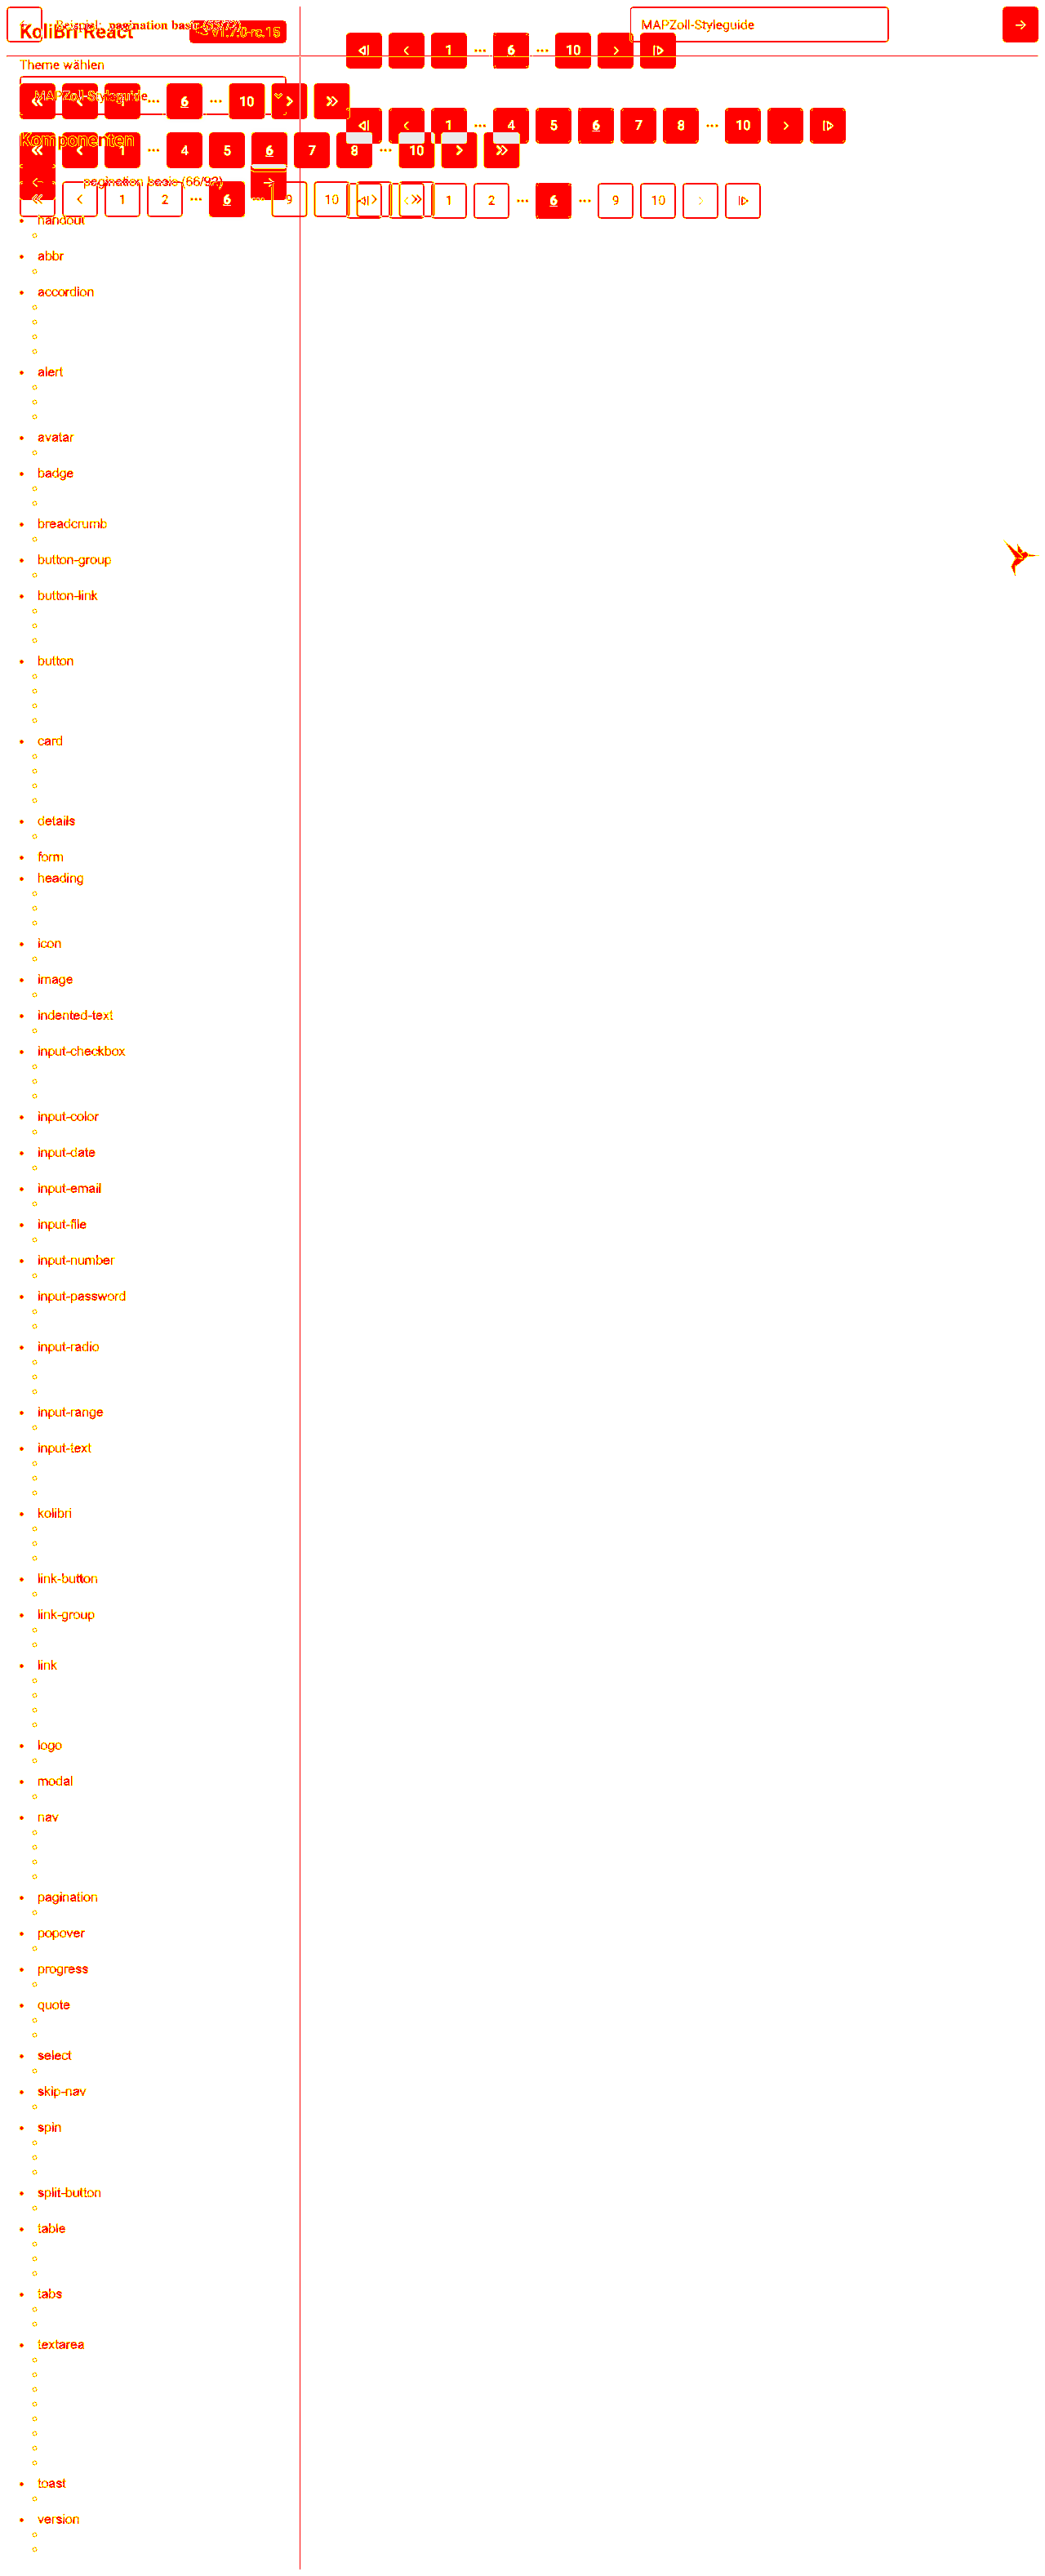 KoliBri React
v1.7.0-rc.15
Beispiel: pagination basic
MAPZoll-Styleguide
1 ... 6 ... 10
Theme wählen
MAPZoll-Styleguide
1 ... 6 ... 10
1 ... 4 5 6 7 8 ... 10
Komponenten
1 ... 4 5 6 7 8 ... 10
pagination basic (66/92)
1 2 ... 6 ... 9 10
1 2 ... 6 ... 9 10
handout
abbr
accordion
alert
avatar
badge
breadcrumb
button-group
button-link
button
card
details
form
heading
icon
image
indented-text
input-checkbox
input-color
input-date
input-email
input-file
input-number
input-password
input-radio
input-range
input-text
kolibri
link-button
link-group
link
logo
modal
nav
pagination
popover
progress
quote
select
skip-nav
spin
split-button
table
tabs
textarea
toast
version